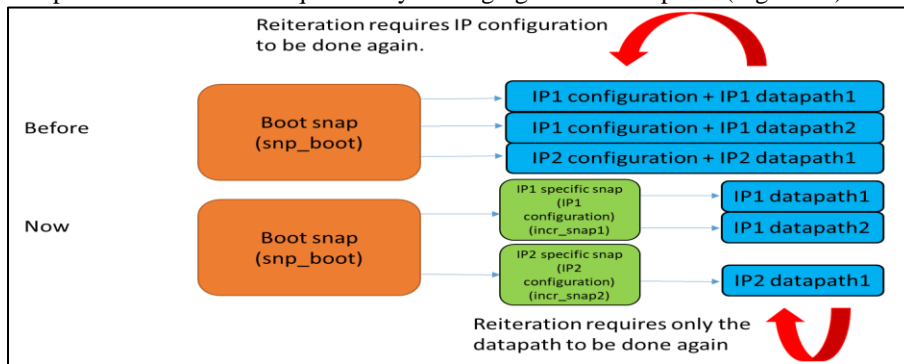 Reiteration requires IP configuration
to be done again.
Before
Boot snap
(snp_boot)
IP1 configuration + IP1 datapath1
IP1 configuration + IP1 datapath2
IP2 configuration + IP2 datapath1
Now
Boot snap
(snp_boot)
IP1 specific snap
(IP1
configuration)
(incr_snap1)
IP1 datapath1
IP1 datapath2
IP2 specific snap
(IP2
configuration)
(incr_snap2)
IP2 datapath1
Reiteration requires only the
datapath to be done again